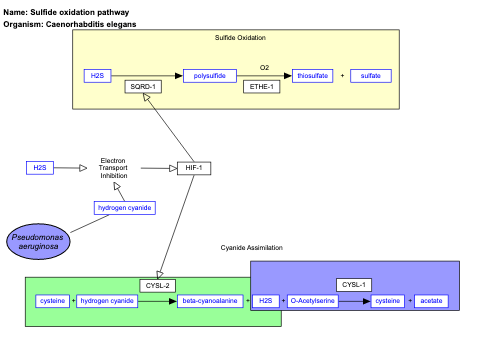 Name: Sulfide oxidation pathway
Organism: Caenorhabditis elegans
Sulfide Oxidation
O2
H2S
polysulfide
thiosulfate
+
sulfate
SQRD-1
ETHE-1
Electron
Transport
Inhibition
H2S
HIF-1
hydrogen cyanide
Pseudomonas
aeruginosa
Cyanide Assimilation
CYSL-2
CYSL-1
cysteine + hydrogen cyanide
beta-cyanoalanine + H2S + O-Acetylserine
cysteine + acetate